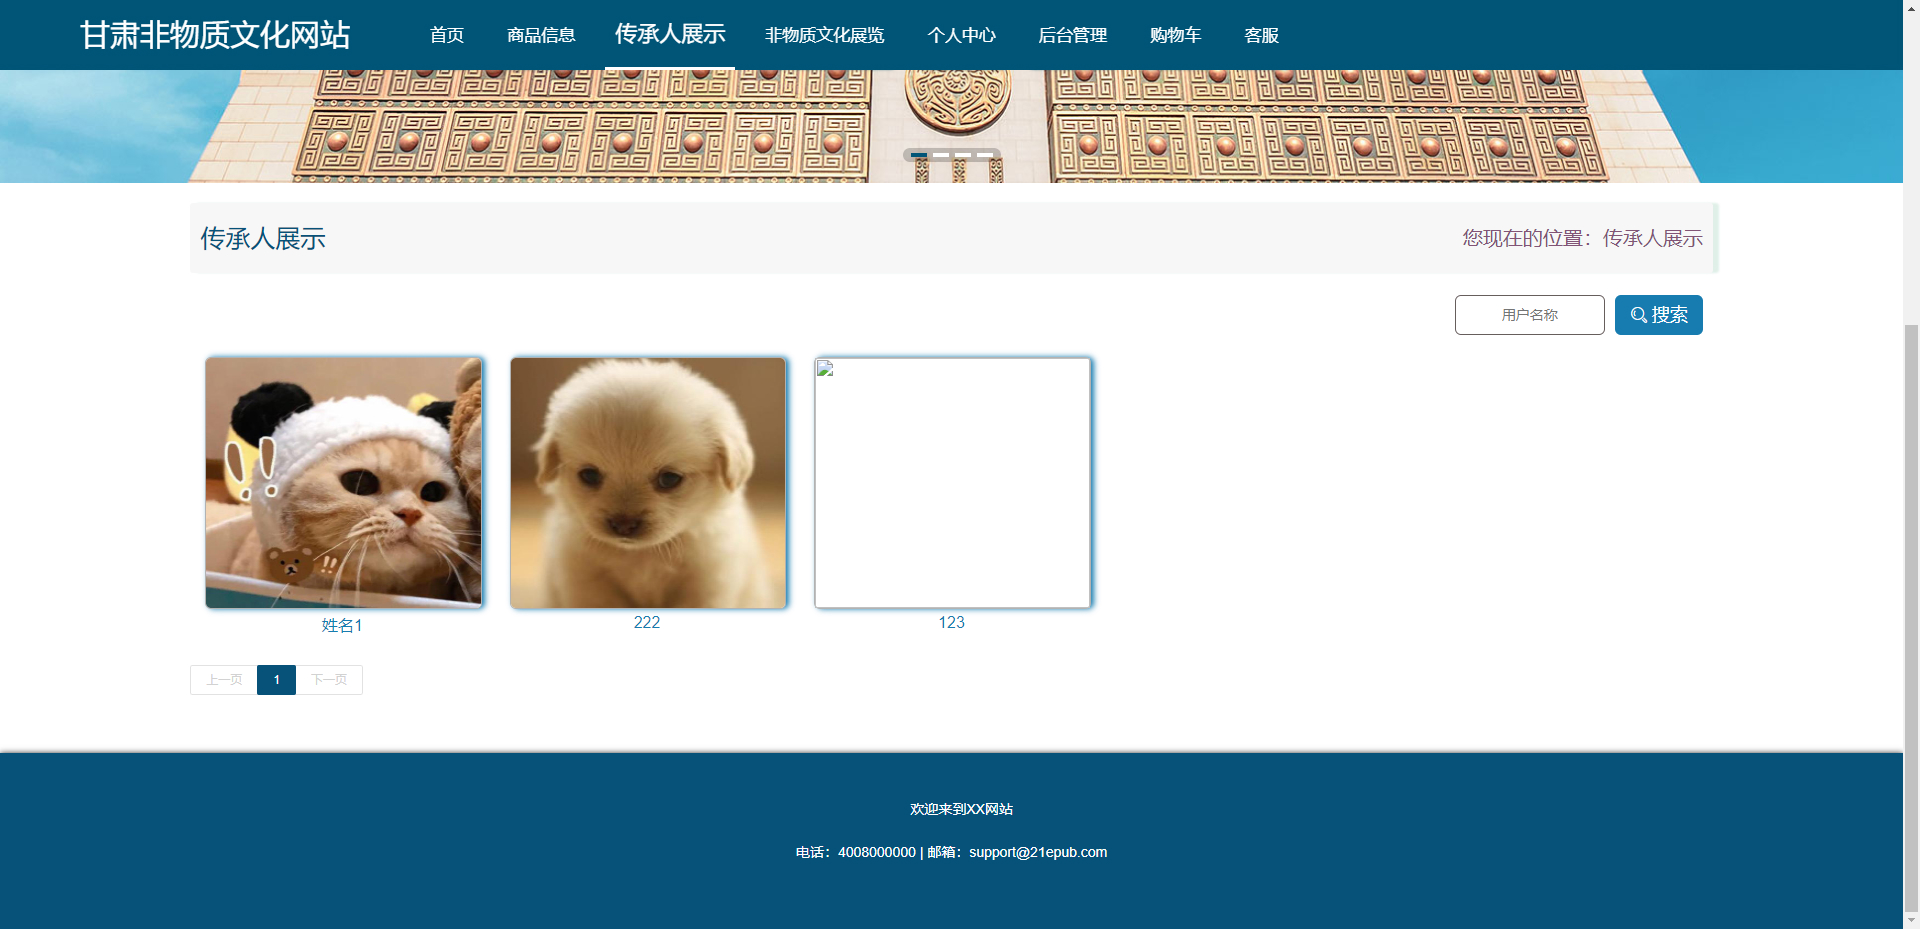 甘肃非物质文化网站 首页 商品信息 传承人展示 非物质文化展览 个人中心 后台管理 购物车 客服
传承人展示 您现在的位置：传承人展示
用户名称 搜索
姓名1 222 123
上一页 1 下一页
欢迎来到XX网站
电话：4008000000 | 邮箱：support@21epub.com